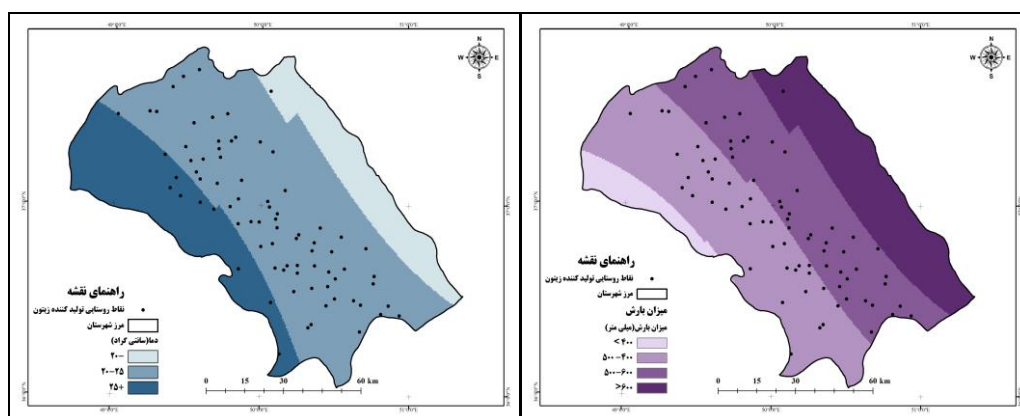 N
W E
S
راهنمای نقشه
نقاط روستایی تولید کننده زیتون
مرز شهرستان
دما(سانتی گراد)
۲۰-
۲۰-۲۵
۲۵+
0 15 30 60 km
N
W E
S
راهنمای نقشه
نقاط روستایی تولید کننده زیتون
مرز شهرستان
میزان بارش
میزان بارش(میلی متر)
<۴۰۰
۵۰۰-۴۰۰
۵۰۰-۶۰۰
>۶۰۰
0 15 30 60 km